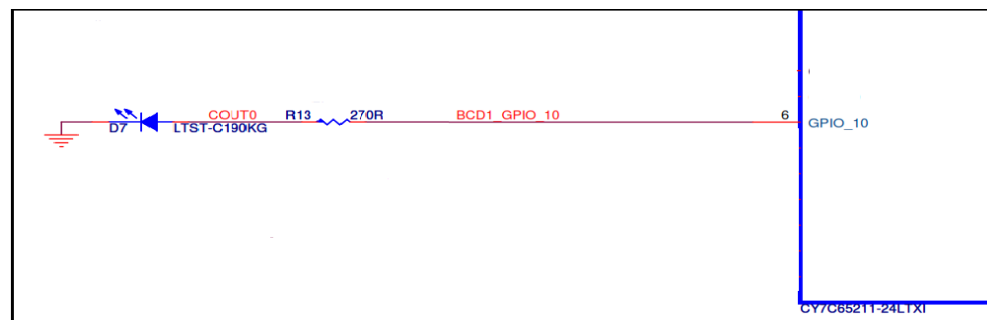 COUT0 R13 270R BCD1_GPIO_10 6
D7 LTST-C190KG GPIO_10
CY7C65211-24LTXI